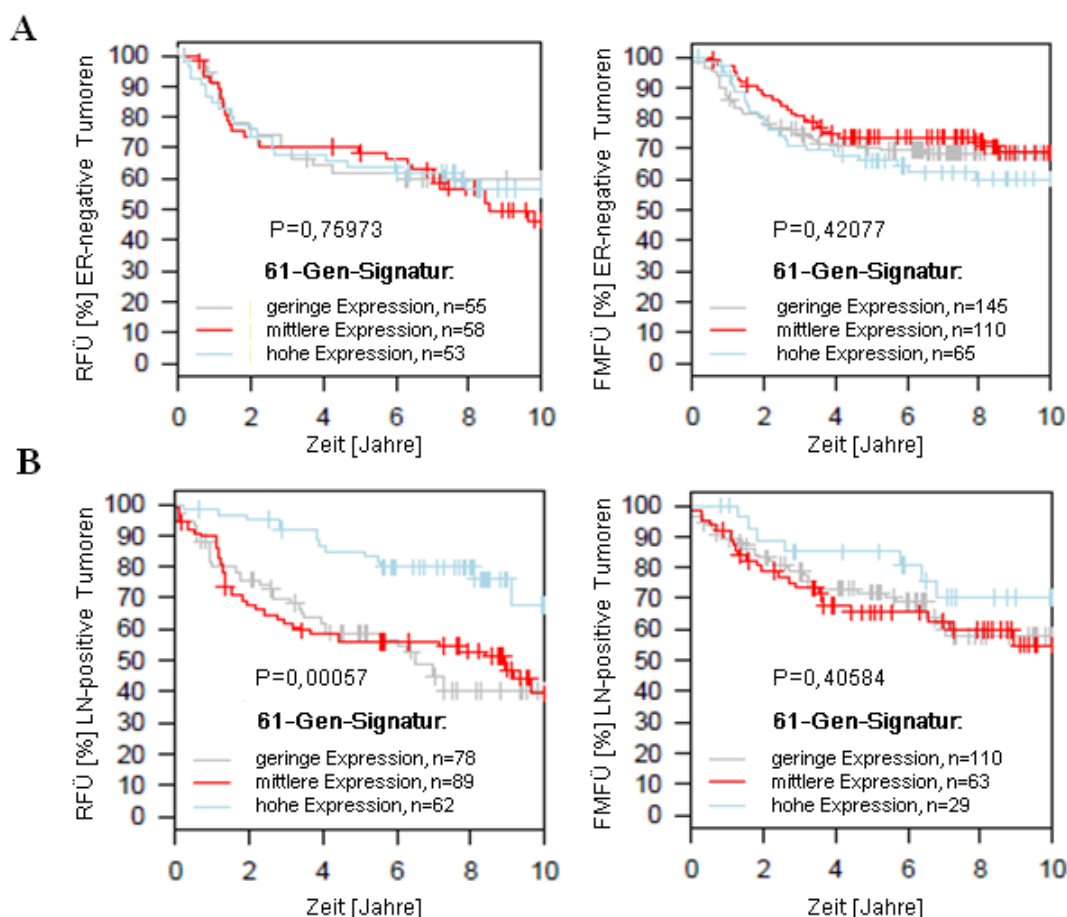 A
RFÜ [%] ER-negative Tumoren
100
90
80
70
60
50
40
30
20
10
0
P=0,75973
61-Gen-Signatur:
geringe Expression, n=55
mittlere Expression, n=58
hohe Expression, n=53
0 2 4 6 8 10
Zeit [Jahre]
FMFÜ [%] ER-negative Tumoren
100
90
80
70
60
50
40
30
20
10
0
P=0,42077
61-Gen-Signatur:
geringe Expression, n=145
mittlere Expression, n=110
hohe Expression, n=65
0 2 4 6 8 10
Zeit [Jahre]
B
RFÜ [%] LN-positive Tumoren
100
90
80
70
60
50
40
30
20
10
0
P=0,00057
61-Gen-Signatur:
geringe Expression, n=78
mittlere Expression, n=89
hohe Expression, n=62
0 2 4 6 8 10
Zeit [Jahre]
FMFÜ [%] LN-positive Tumoren
100
90
80
70
60
50
40
30
20
10
0
P=0,40584
61-Gen-Signatur:
geringe Expression, n=110
mittlere Expression, n=63
hohe Expression, n=29
0 2 4 6 8 10
Zeit [Jahre]